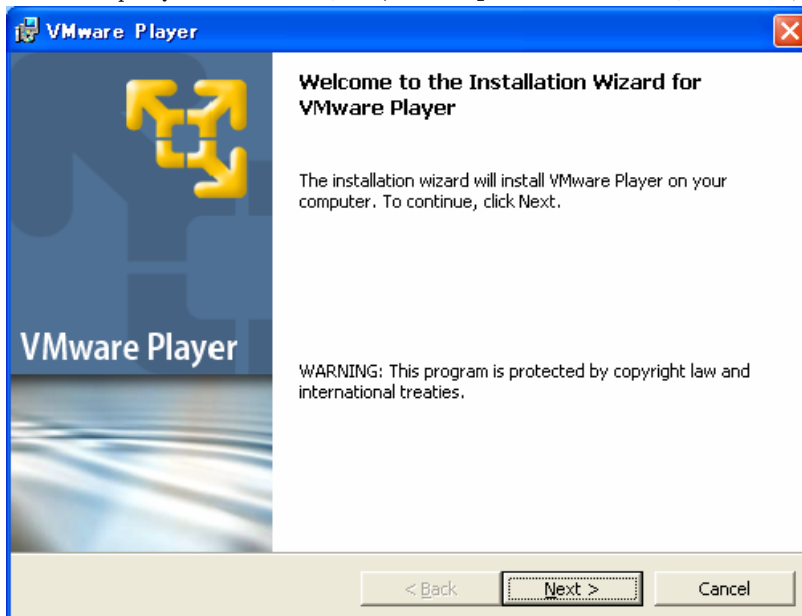 VMware Player
Welcome to the Installation Wizard for
VMware Player
The installation wizard will install VMware Player on your
computer. To continue, click Next.
VMware Player
WARNING: This program is protected by copyright law and
international treaties.
< Back
Next >
Cancel